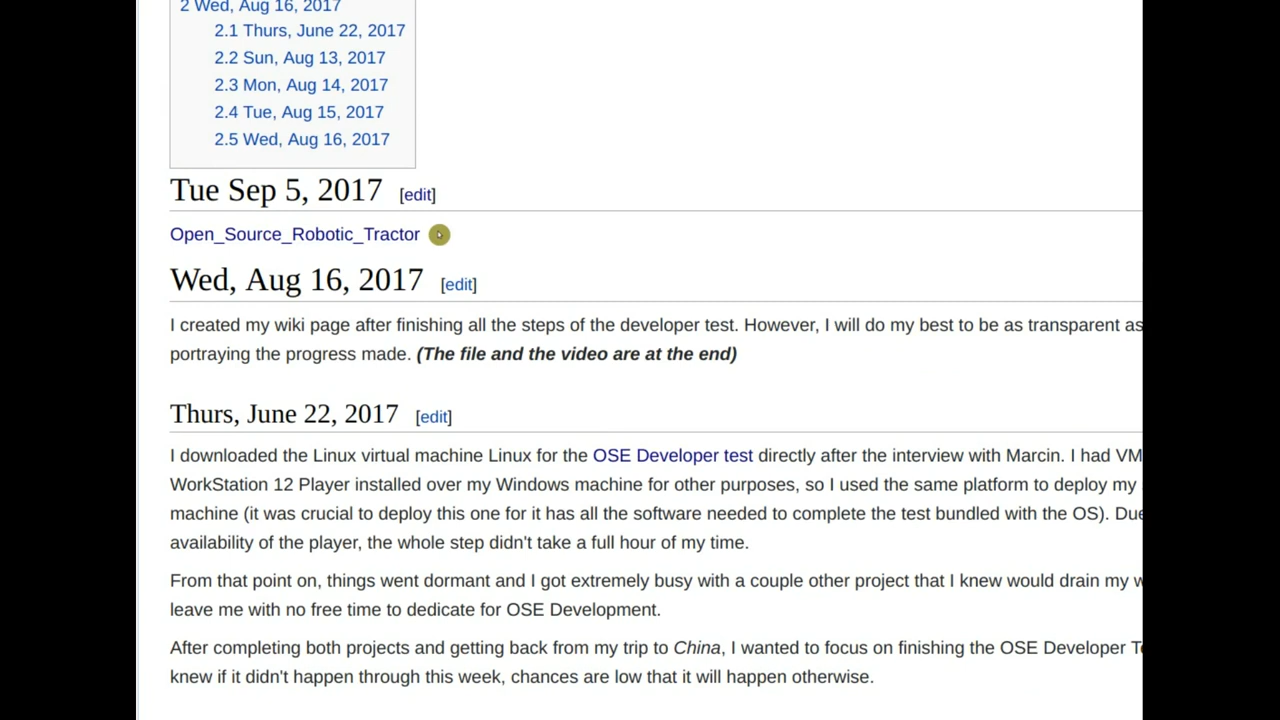 2 Wed, Aug 16, 2017
2.1 Thurs, June 22, 2017
2.2 Sun, Aug 13, 2017
2.3 Mon, Aug 14, 2017
2.4 Tue, Aug 15, 2017
2.5 Wed, Aug 16, 2017
Tue Sep 5, 2017 [edit]
Open_Source_Robotic_Tractor
Wed, Aug 16, 2017 [edit]
I created my wiki page after finishing all the steps of the developer test. However, I will do my best to be as transparent as
portraying the progress made. (The file and the video are at the end)
Thurs, June 22, 2017 [edit]
I downloaded the Linux virtual machine Linux for the OSE Developer test directly after the interview with Marcin. I had VM
WorkStation 12 Player installed over my Windows machine for other purposes, so I used the same platform to deploy my
machine (it was crucial to deploy this one for it has all the software needed to complete the test bundled with the OS). Due
availability of the player, the whole step didn't take a full hour of my time.
From that point on, things went dormant and I got extremely busy with a couple other project that I knew would drain my
leave me with no free time to dedicate for OSE Development.
After completing both projects and getting back from my trip to China, I wanted to focus on finishing the OSE Developer
knew if it didn't happen through this week, chances are low that it will happen otherwise.